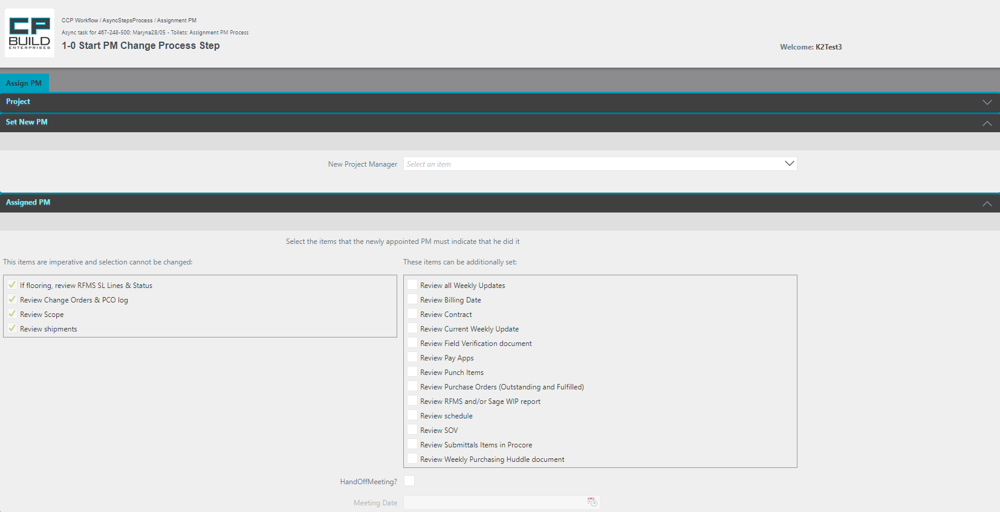 CP
BUILD
ENTERPRISES
CCP Workflow / AsyncStepsProcess / Assignment PM
Async task for 467-248-500: Maryna28/05 - Toilets: Assignment PM Process
1-0 Start PM Change Process Step
Welcome: K2Test3
Assign PM
Project
Set New PM
New Project Manager Select an item
Assigned PM
Select the items that the newly appointed PM must indicate that he did it
This items are imperative and selection cannot be changed:
If flooring, review RFMS SL Lines & Status
Review Change Orders & PCO log
Review Scope
Review shipments
These items can be additionally set:
Review all Weekly Updates
Review Billing Date
Review Contract
Review Current Weekly Update
Review Field Verification document
Review Pay Apps
Review Punch Items
Review Purchase Orders (Outstanding and Fulfilled)
Review RFMS and/or Sage WIP report
Review schedule
Review SOV
Review Submittals Items in Procore
Review Weekly Purchasing Huddle document
HandOffMeeting?
Meeting Date